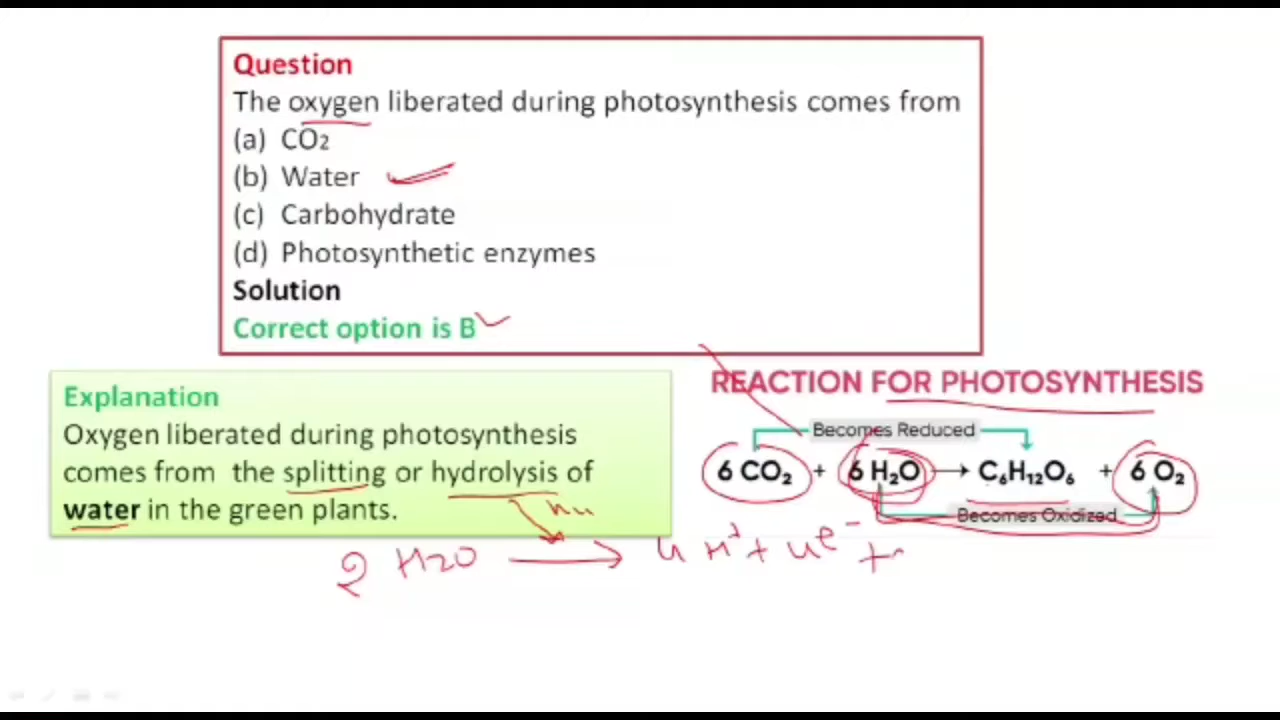 Question
The oxygen liberated during photosynthesis comes from
(a) CO2
(b) Water
(c) Carbohydrate
(d) Photosynthetic enzymes
Solution
Correct option is B
Explanation
Oxygen liberated during photosynthesis
comes from the splitting or hydrolysis of
water in the green plants.
REACTION FOR PHOTOSYNTHESIS
Becomes Reduced
6 CO₂ + 6 H₂O → C₆H₁₂O₆ + 6 O₂
Becomes Oxidized
2 H2O → 4 H⁺ + 4e⁻ +